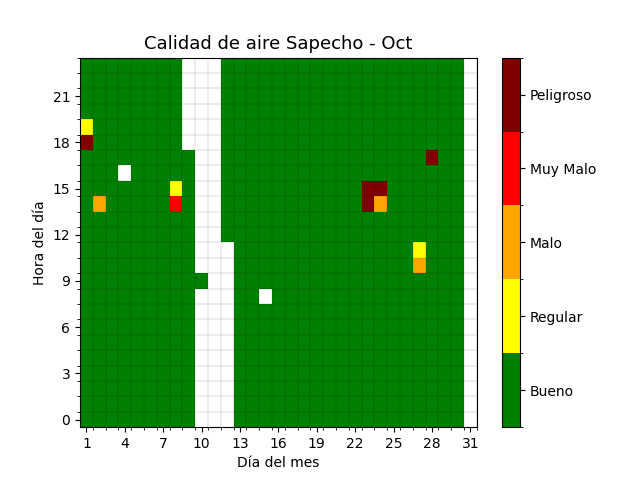 Calidad de aire Sapecho - Oct
Hora del día
21
18
15
12
9
6
3
0
1 4 7 10 13 16 19 22 25 28 31
Día del mes
Peligroso
Muy Malo
Malo
Regular
Bueno